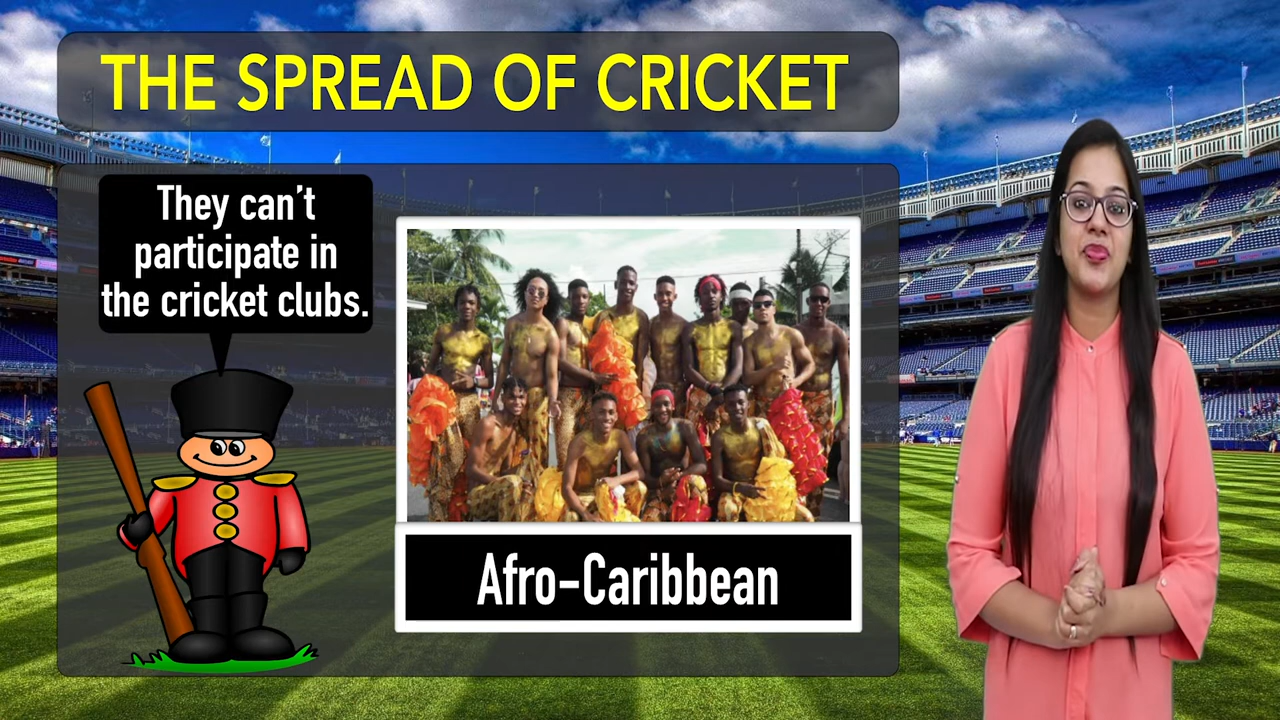 THE SPREAD OF CRICKET
They can’t
participate in
the cricket clubs.
Afro-Caribbean